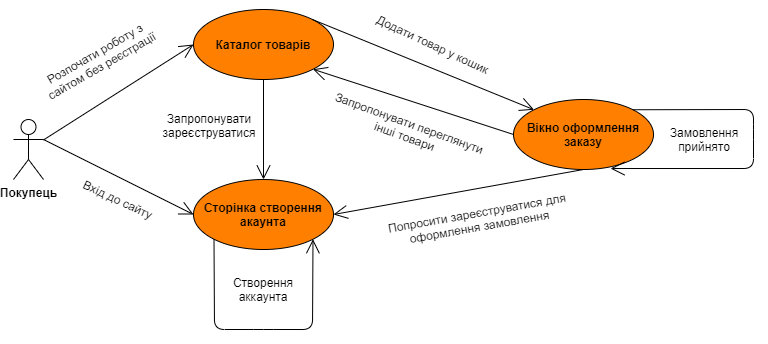 Розпочати роботу з
сайтом без реєстрації
Каталог товарів
Додати товар у кошик
Запропонувати
зареєструватися
Запропонувати переглянути
інші товари
Вікно оформлення
заказу
Замовлення
прийнято
Покупець
Вхід до сайту
Сторінка створення
акаунта
Попросити зареєструватися для
оформлення замовлення
Створення
аккаунта